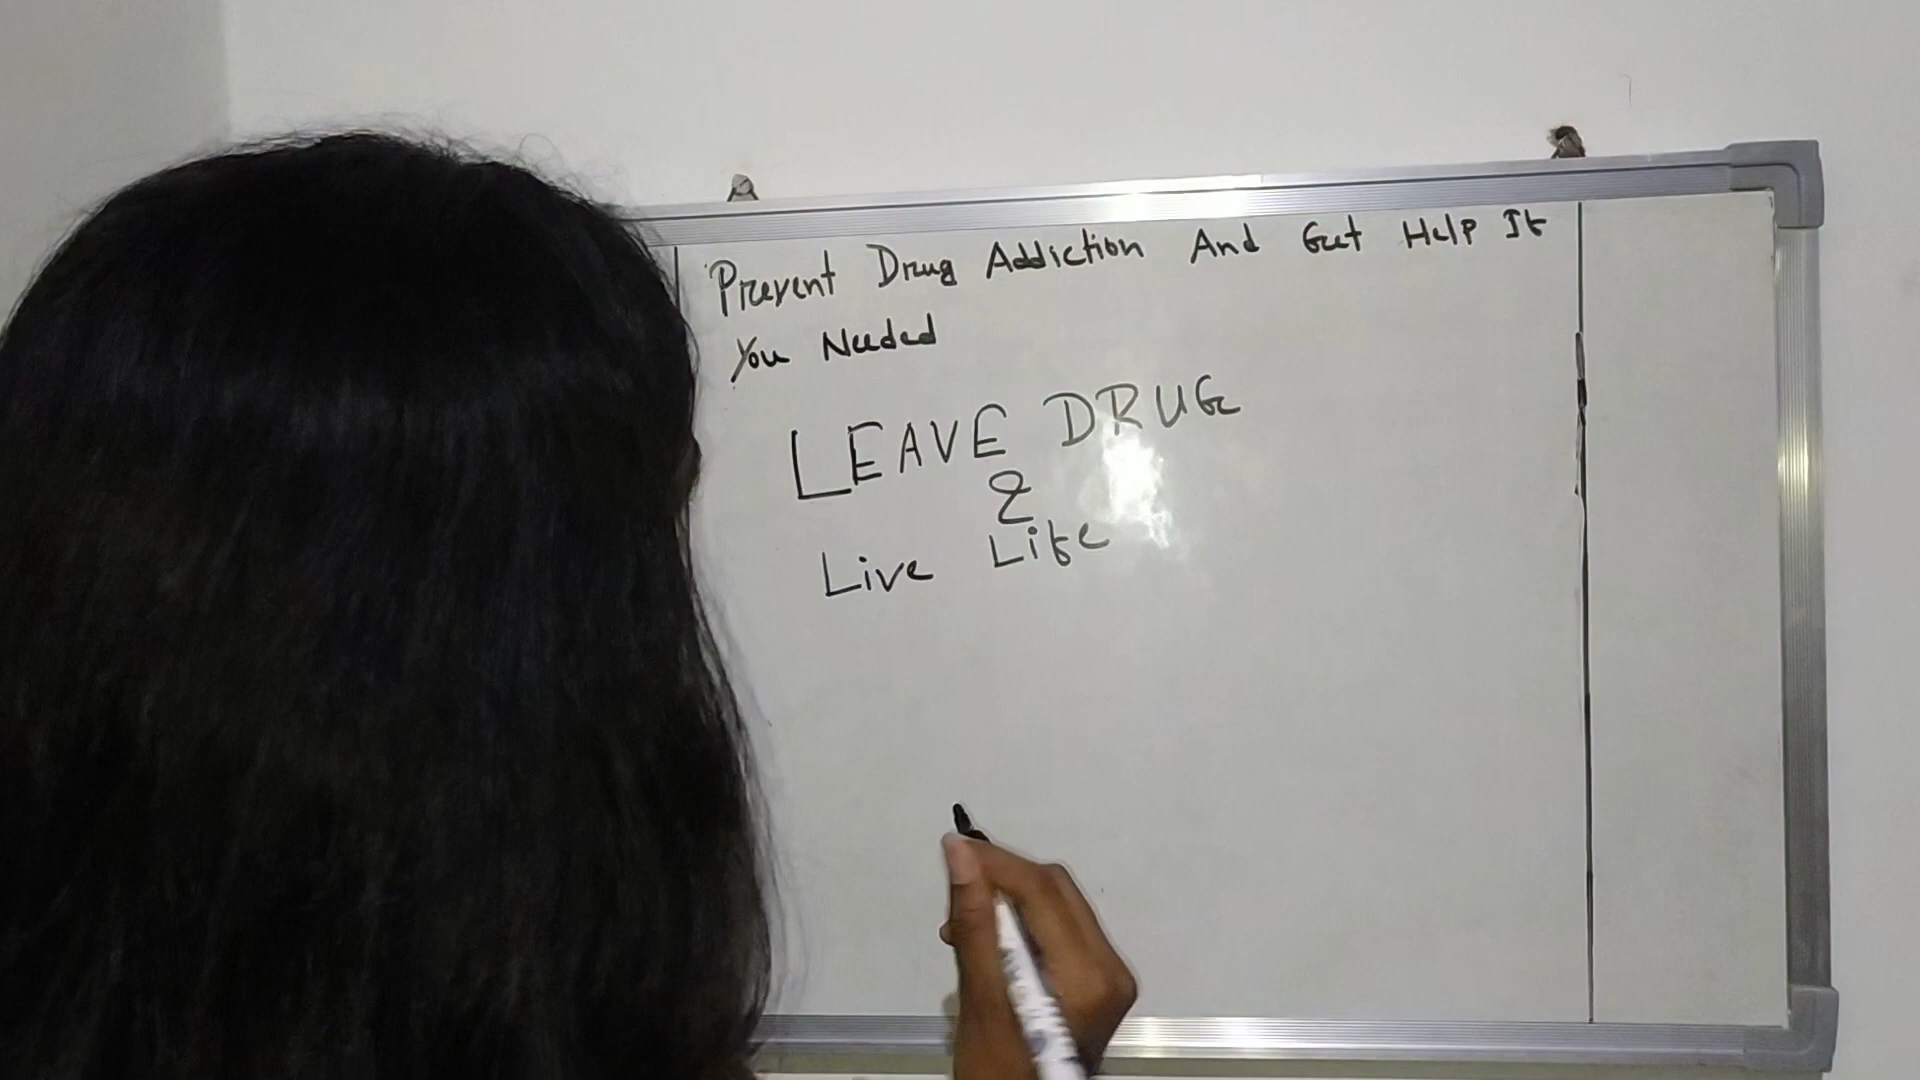 Prevent Drug Addiction And Get Help If
You Needed
LEAVE DRUG
&
Live Life